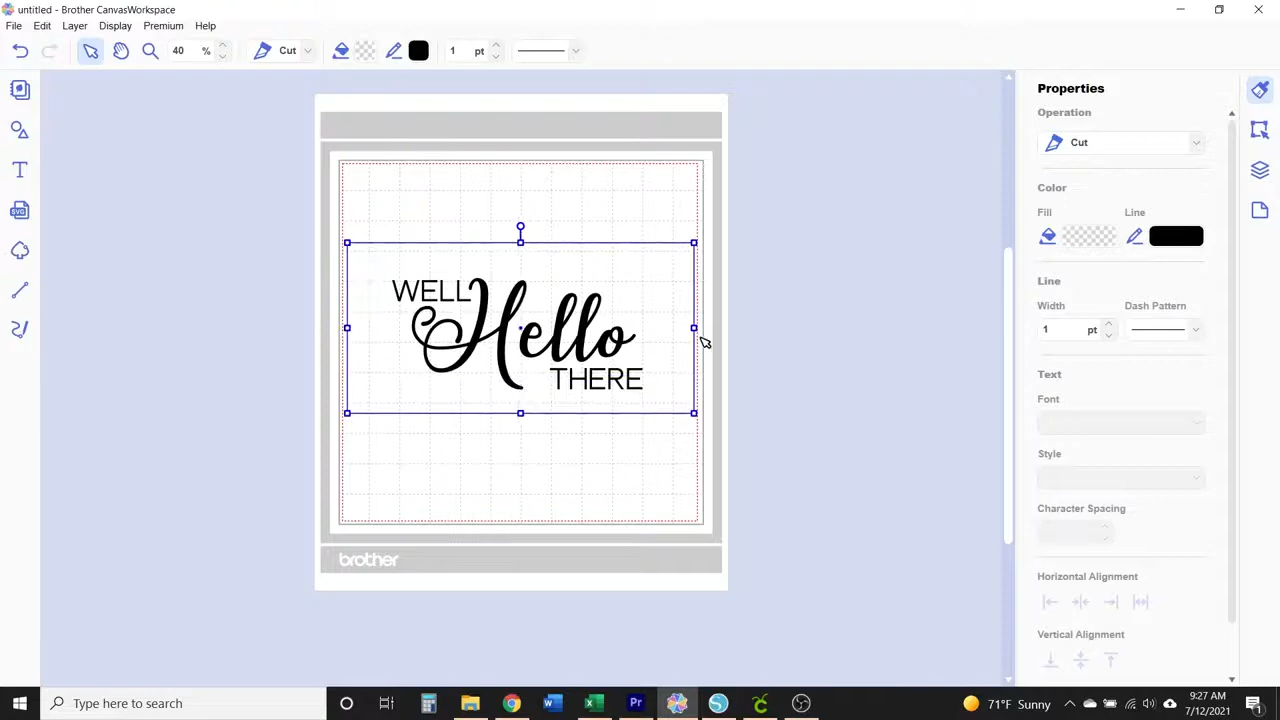 untitled - Brother CanvasWorkspace
File Edit Layer Display Premium Help
40 % Cut 1 pt
Properties
Operation
Cut
Color
Fill Line
SVG
Line
Width Dash Pattern
1 pt
Text
Font
Style
Character Spacing
Horizontal Alignment
Vertical Alignment
WELL
Hello
THERE
brother
Type here to search
71°F Sunny
9:27 AM
7/12/2021
1